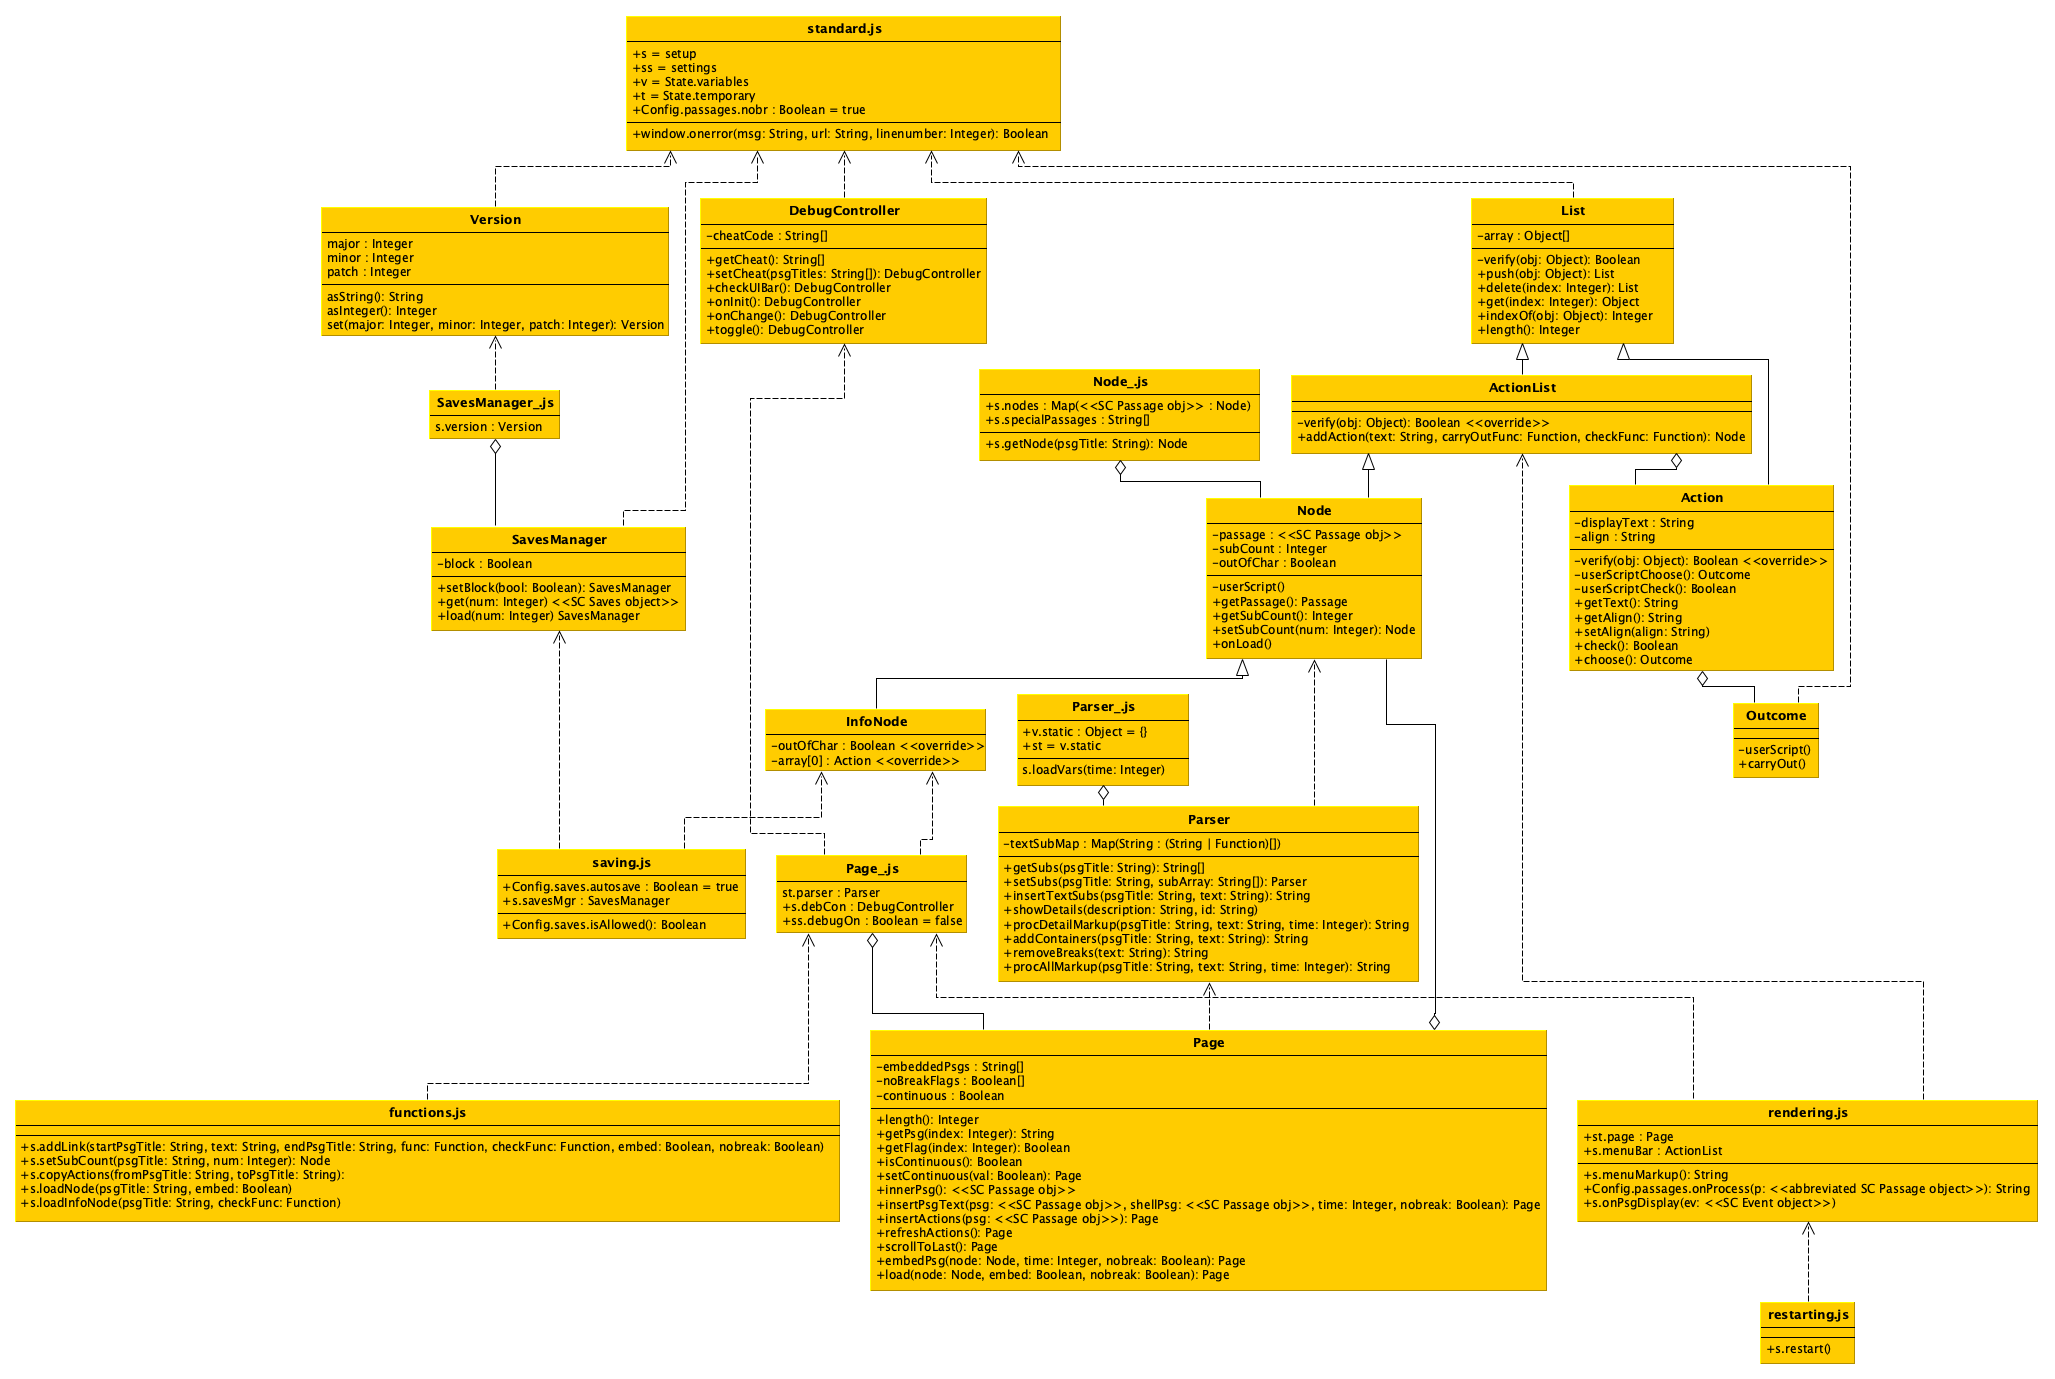 standard.js
+s = setup
+ss = settings
+v = State.variables
+t = State.temporary
+Config.passages.nobr : Boolean = true
+window.onerror(msg: String, url: String, linenumber: Integer): Boolean
Version
major : Integer
minor : Integer
patch : Integer
asString(): String
asInteger(): Integer
set(major: Integer, minor: Integer, patch: Integer): Version
DebugController
-cheatCode : String[]
+getCheat(): String[]
+setCheat(psgTitles: String[]): DebugController
+checkUIBar(): DebugController
+onInit(): DebugController
+onChange(): DebugController
+toggle(): DebugController
List
-array : Object[]
-verify(obj: Object): Boolean
+push(obj: Object): List
+delete(index: Integer): List
+get(index: Integer): Object
+indexOf(obj: Object): Integer
+length(): Integer
SavesManager_.js
s.version : Version
Node_.js
+s.nodes : Map(<<SC Passage obj>> : Node)
+s.specialPassages : String[]
+s.getNode(psgTitle: String): Node
ActionList
-verify(obj: Object): Boolean <<override>>
+addAction(text: String, carryOutFunc: Function, checkFunc: Function): Node
SavesManager
-block : Boolean
+setBlock(bool: Boolean): SavesManager
+get(num: Integer) <<SC Saves object>>
+load(num: Integer) SavesManager
Node
-passage : <<SC Passage obj>>
-subCount : Integer
-outOfChar : Boolean
-userScript()
+getPassage(): Passage
+getSubCount(): Integer
+setSubCount(num: Integer): Node
+onLoad()
Action
-displayText : String
-align : String
-verify(obj: Object): Boolean <<override>>
-userScriptChoose(): Outcome
-userScriptCheck(): Boolean
+getText(): String
+getAlign(): String
+setAlign(align: String)
+check(): Boolean
+choose(): Outcome
InfoNode
-outOfChar : Boolean <<override>>
-array[0] : Action <<override>>
Parser_.js
+v.static : Object = {}
+st = v.static
s.loadVars(time: Integer)
Outcome
-userScript()
+carryOut()
saving.js
+Config.saves.autosave : Boolean = true
+s.savesMgr : SavesManager
+Config.saves.isAllowed(): Boolean
Page_.js
st.parser : Parser
+s.debCon : DebugController
+ss.debugOn : Boolean = false
Parser
-textSubMap : Map(String : (String | Function)[])
+getSubs(psgTitle: String): String[]
+setSubs(psgTitle: String, subArray: String[]): Parser
+insertTextSubs(psgTitle: String, text: String): String
+showDetails(description: String, id: String)
+procDetailMarkup(psgTitle: String, text: String, time: Integer): String
+addContainers(psgTitle: String, text: String): String
+removeBreaks(text: String): String
+procAllMarkup(psgTitle: String, text: String, time: Integer): String
Page
-embeddedPsgs : String[]
-noBreakFlags : Boolean[]
-continuous : Boolean
+length(): Integer
+getPsg(index: Integer): String
+getFlag(index: Integer): Boolean
+isContinuous(): Boolean
+setContinuous(val: Boolean): Page
+innerPsg(): <<SC Passage obj>>
+insertPsgText(psg: <<SC Passage obj>>, shellPsg: <<SC Passage obj>>, time: Integer, nobreak: Boolean): Page
+insertActions(psg: <<SC Passage obj>>): Page
+refreshActions(): Page
+scrollToLast(): Page
+embedPsg(node: Node, time: Integer, nobreak: Boolean): Page
+load(node: Node, embed: Boolean, nobreak: Boolean): Page
functions.js
+s.addLink(startPsgTitle: String, text: String, endPsgTitle: String, func: Function, checkFunc: Function, embed: Boolean, nobreak: Boolean)
+s.setSubCount(psgTitle: String, num: Integer): Node
+s.copyActions(fromPsgTitle: String, toPsgTitle: String):
+s.loadNode(psgTitle: String, embed: Boolean)
+s.loadInfoNode(psgTitle: String, checkFunc: Function)
rendering.js
+st.page : Page
+s.menuBar : ActionList
+s.menuMarkup(): String
+Config.passages.onProcess(p: <<abbreviated SC Passage object>>): String
+s.onPsgDisplay(ev: <<SC Event object>>)
restarting.js
+s.restart()